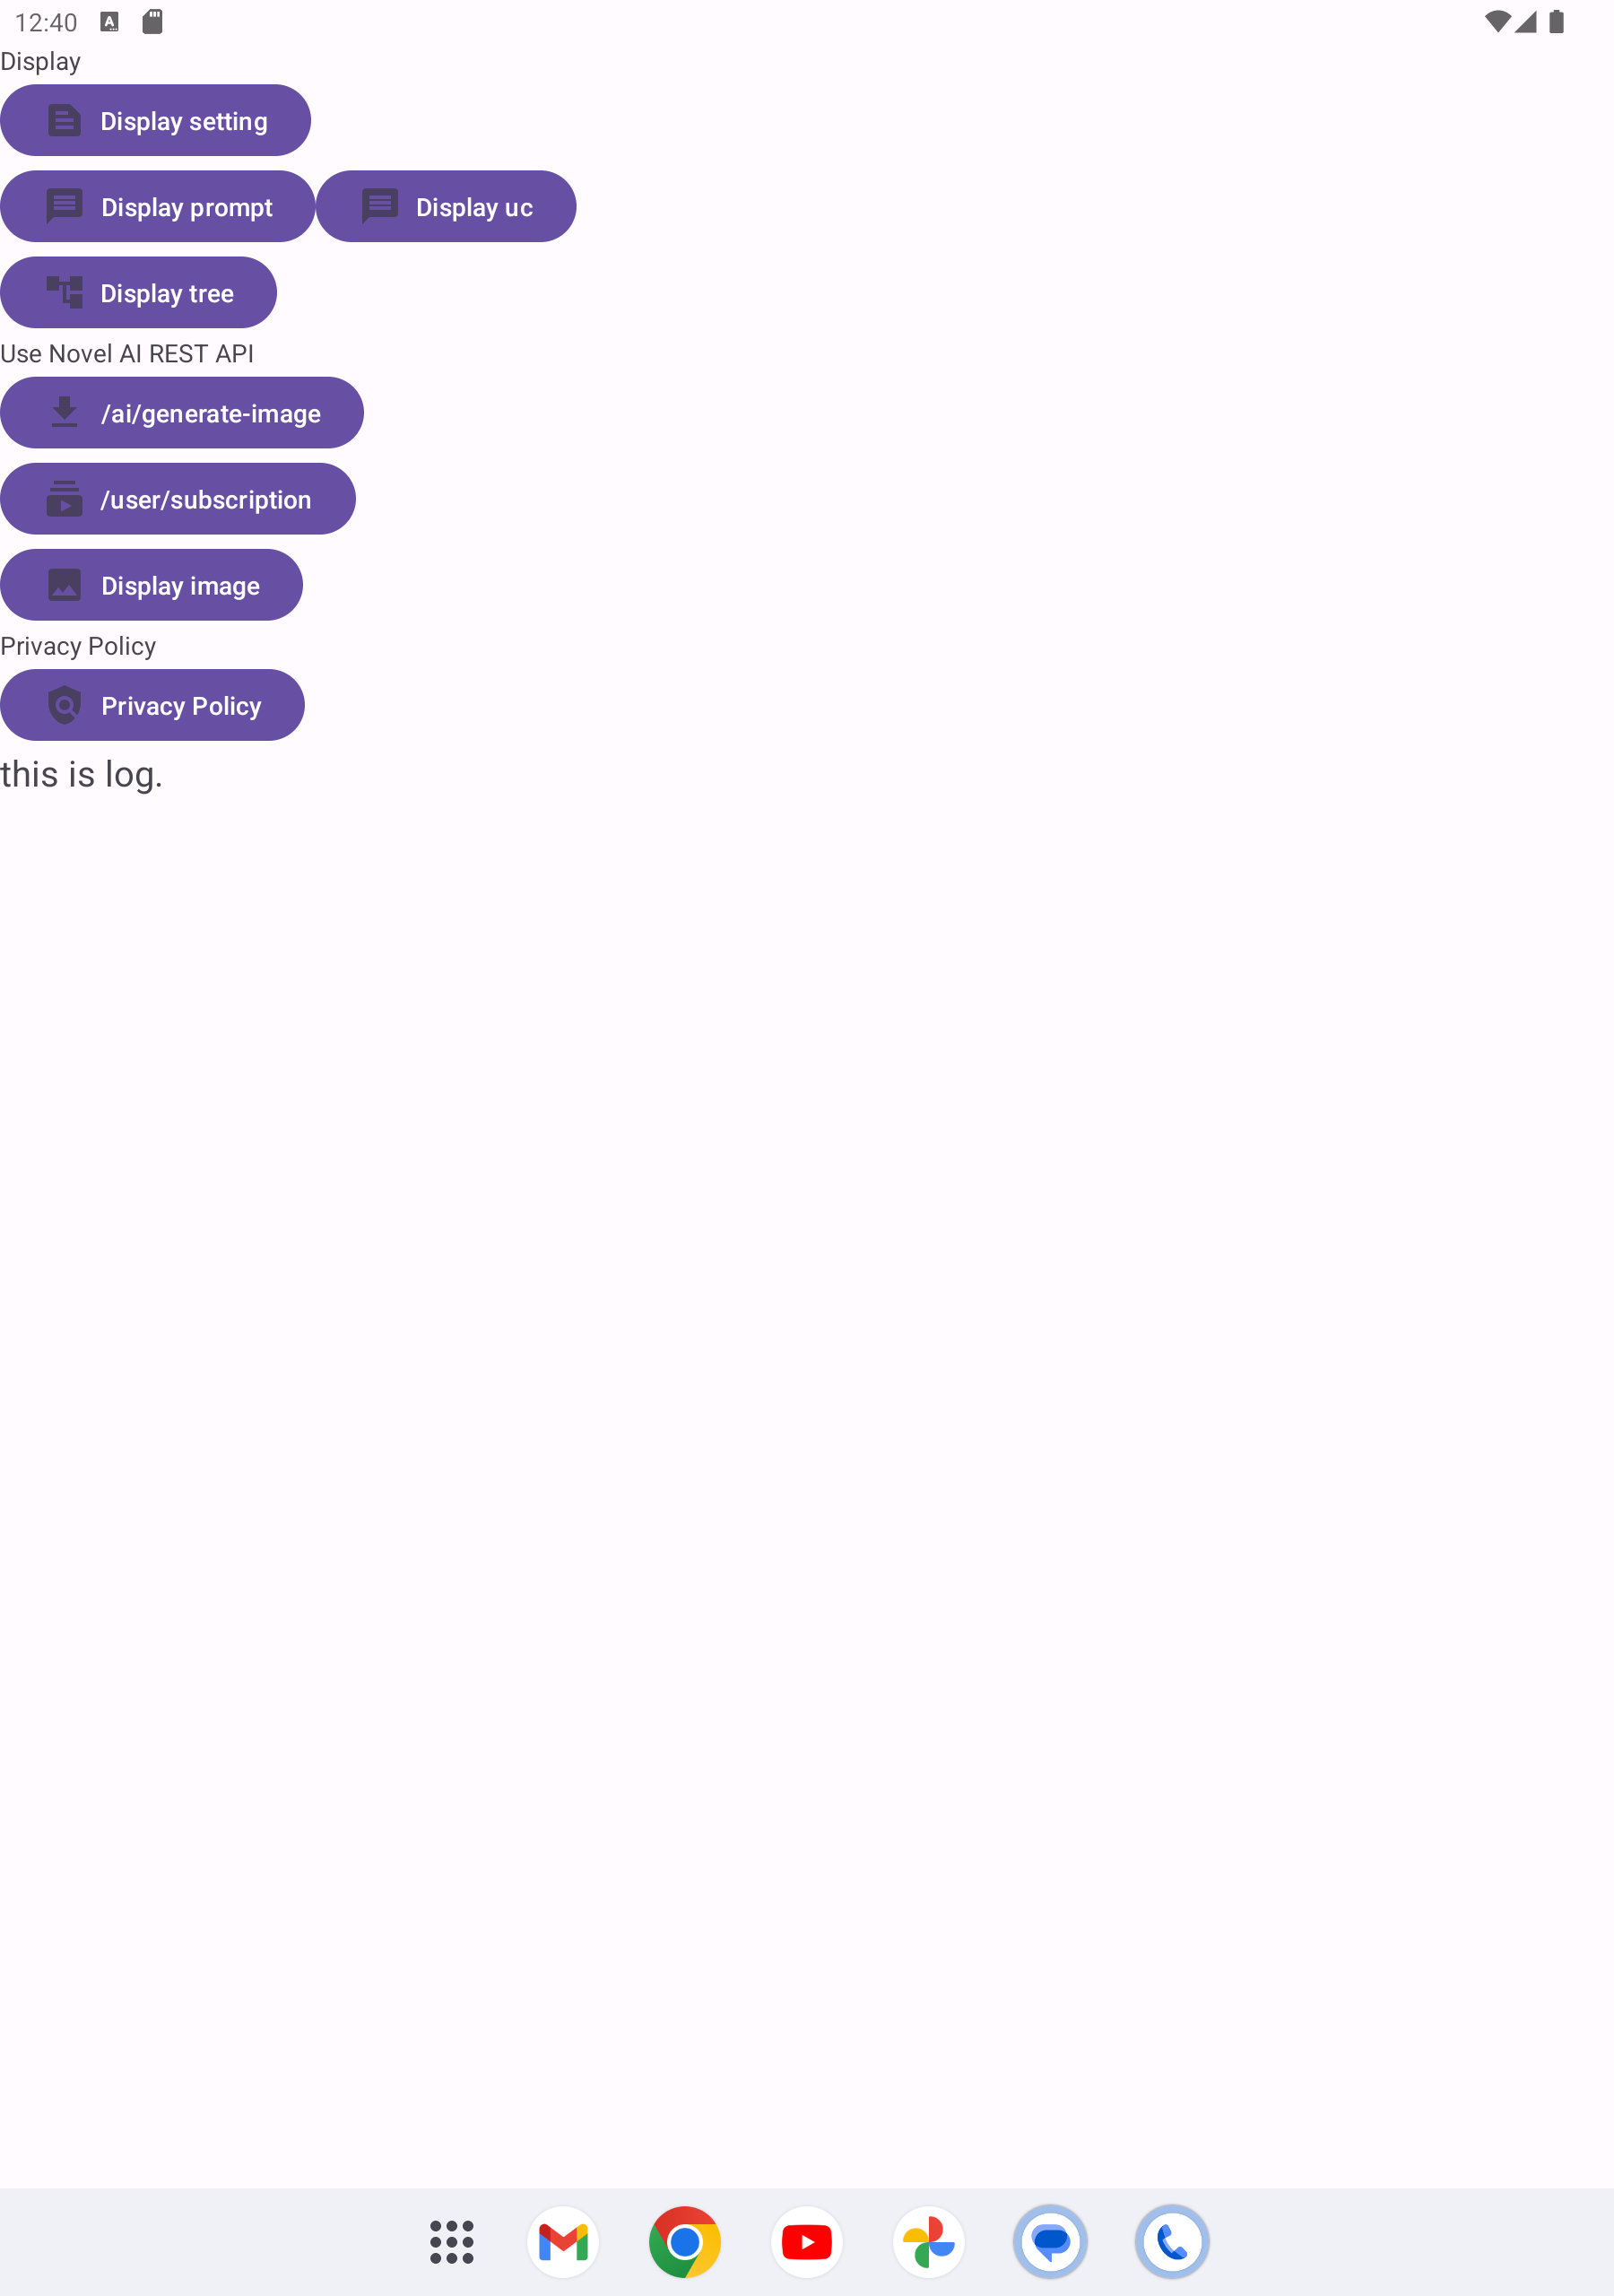 12:40
Display
Display setting
Display prompt Display uc
Display tree
Use Novel AI REST API
/ai/generate-image
/user/subscription
Display image
Privacy Policy
Privacy Policy
this is log.